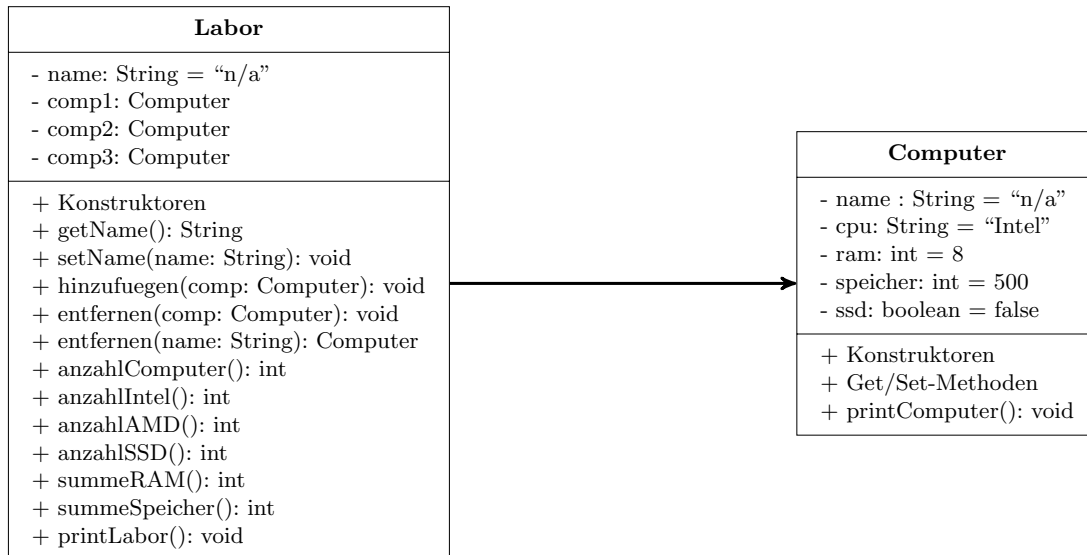 Labor
- name: String = “n/a”
- comp1: Computer
- comp2: Computer
- comp3: Computer
+ Konstruktoren
+ getName(): String
+ setName(name: String): void
+ hinzufuegen(comp: Computer): void
+ entfernen(comp: Computer): void
+ entfernen(name: String): Computer
+ anzahlComputer(): int
+ anzahlIntel(): int
+ anzahlAMD(): int
+ anzahlSSD(): int
+ summeRAM(): int
+ summeSpeicher(): int
+ printLabor(): void
Computer
- name : String = “n/a”
- cpu: String = “Intel”
- ram: int = 8
- speicher: int = 500
- ssd: boolean = false
+ Konstruktoren
+ Get/Set-Methoden
+ printComputer(): void